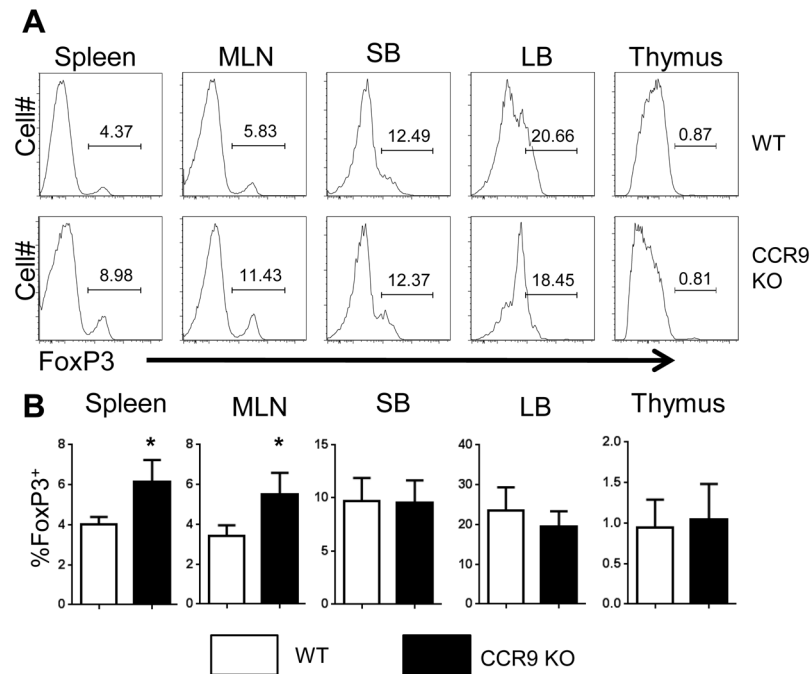 A
Spleen MLN SB LB Thymus
Cell# 4.37 5.83 12.49 20.66 0.87 WT
Cell# 8.98 11.43 12.37 18.45 0.81 CCR9
KO
FoxP3
B
Spleen MLN SB LB Thymus
%FoxP3⁺
8 8 15 40 2.0
* *
6 6 30 1.5
10
4 4 20 1.0
5
2 2 10 0.5
0 0 0 0 0.0
WT CCR9 KO